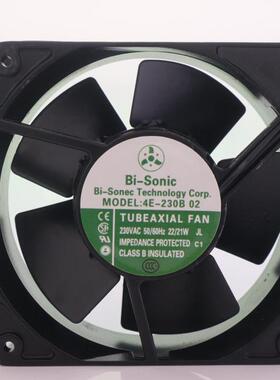 Bi-Sonic
Bi-Sonec Technology Corp.
MODEL:4E-230B 02
TUBEAXIAL FAN
230VAC 50/60Hz 22/21W JL
IMPEDANCE PROTECTED C1
CLASS B INSULATED